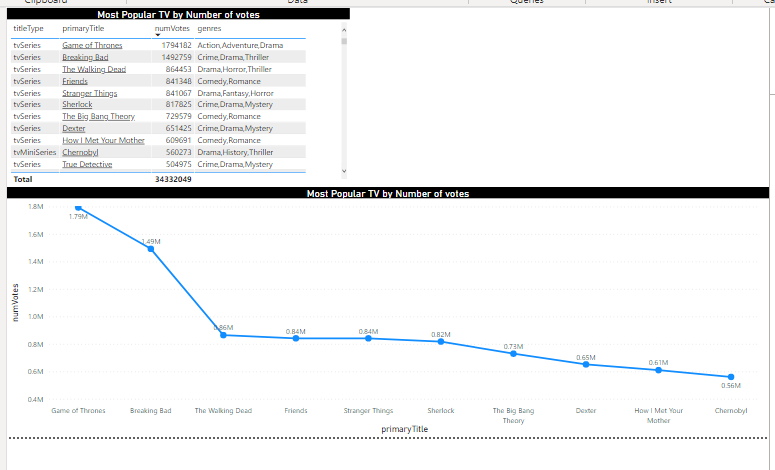 Clipboard Data Queries Insert
Most Popular TV by Number of votes
titleType primaryTitle numVotes genres
tvSeries Game of Thrones 1794182 Action,Adventure,Drama
tvSeries Breaking Bad 1492759 Crime,Drama,Thriller
tvSeries The Walking Dead 864453 Drama,Horror,Thriller
tvSeries Friends 841348 Comedy,Romance
tvSeries Stranger Things 841067 Drama,Fantasy,Horror
tvSeries Sherlock 817825 Crime,Drama,Mystery
tvSeries The Big Bang Theory 729579 Comedy,Romance
tvSeries Dexter 651425 Crime,Drama,Mystery
tvSeries How I Met Your Mother 609691 Comedy,Romance
tvMiniSeries Chernobyl 560273 Drama,History,Thriller
tvSeries True Detective 504975 Crime,Drama,Mystery
Total 34332049
Most Popular TV by Number of votes
numVotes
1.8M
1.6M
1.4M
1.2M
1.0M
0.8M
0.6M
0.4M
1.79M
1.49M
0.86M
0.84M
0.84M
0.82M
0.73M
0.65M
0.61M
0.56M
Game of Thrones
Breaking Bad
The Walking Dead
Friends
Stranger Things
Sherlock
The Big Bang
Theory
Dexter
How I Met Your
Mother
Chernobyl
primaryTitle